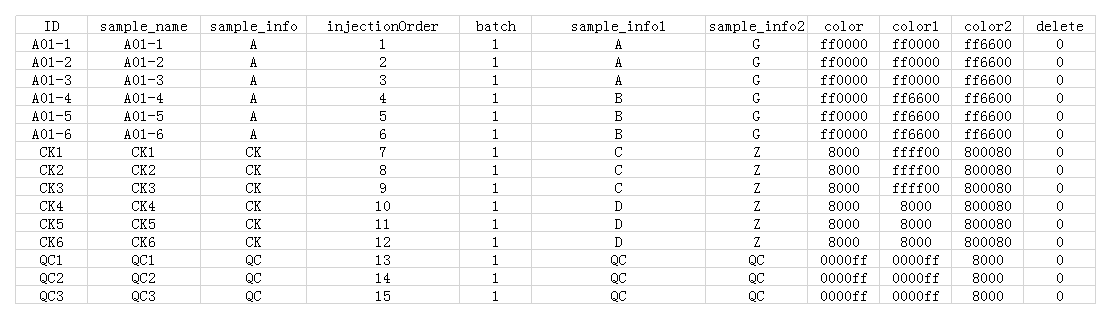 ID sample_name sample_info injectionOrder batch sample_info1 sample_info2 color color1 color2 delete
A01-1 A01-1 A 1 1 A G ff0000 ff0000 ff6600 0
A01-2 A01-2 A 2 1 A G ff0000 ff0000 ff6600 0
A01-3 A01-3 A 3 1 A G ff0000 ff0000 ff6600 0
A01-4 A01-4 A 4 1 B G ff0000 ff6600 ff6600 0
A01-5 A01-5 A 5 1 B G ff0000 ff6600 ff6600 0
A01-6 A01-6 A 6 1 B G ff0000 ff6600 ff6600 0
CK1 CK1 CK 7 1 C Z 8000 ffff00 800080 0
CK2 CK2 CK 8 1 C Z 8000 ffff00 800080 0
CK3 CK3 CK 9 1 C Z 8000 ffff00 800080 0
CK4 CK4 CK 10 1 D Z 8000 8000 800080 0
CK5 CK5 CK 11 1 D Z 8000 8000 800080 0
CK6 CK6 CK 12 1 D Z 8000 8000 800080 0
QC1 QC1 QC 13 1 QC QC 0000ff 0000ff 8000 0
QC2 QC2 QC 14 1 QC QC 0000ff 0000ff 8000 0
QC3 QC3 QC 15 1 QC QC 0000ff 0000ff 8000 0